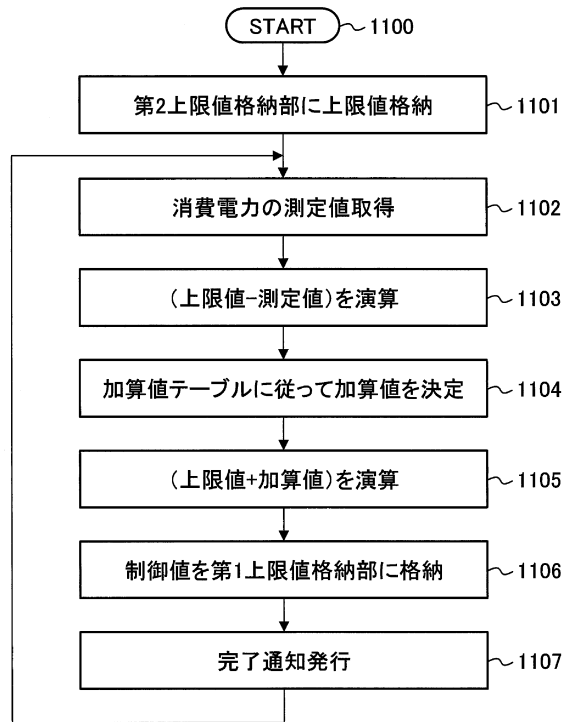 START 1100
第2上限値格納部に上限値格納 1101
消費電力の測定値取得 1102
(上限値-測定値)を演算 1103
加算値テーブルに従って加算値を決定 1104
(上限値+加算値)を演算 1105
制御値を第1上限値格納部に格納 1106
完了通知発行 1107